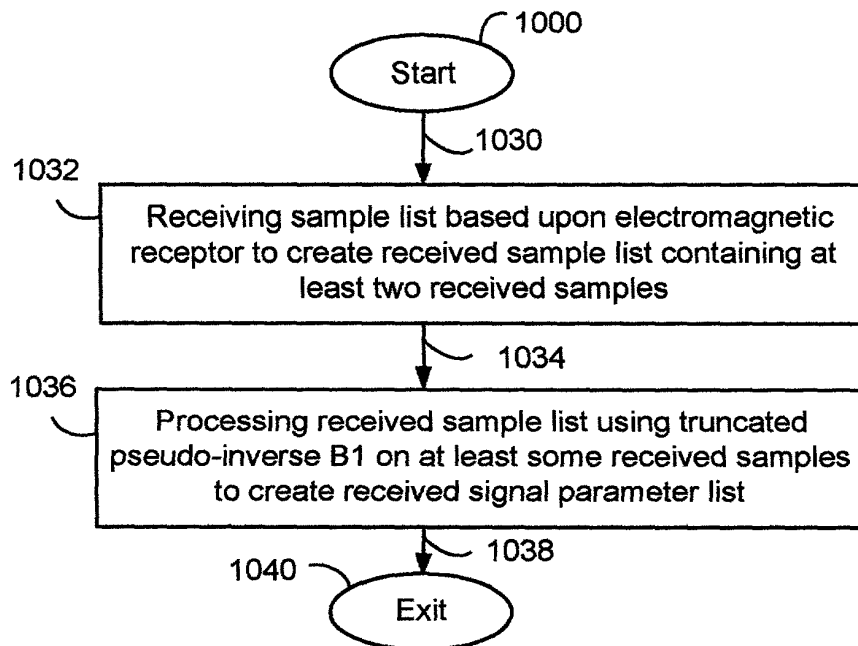 1000
Start
1030
1032
Receiving sample list based upon electromagnetic
receptor to create received sample list containing at
least two received samples
1034
1036
Processing received sample list using truncated
pseudo-inverse B1 on at least some received samples
to create received signal parameter list
1038
1040
Exit